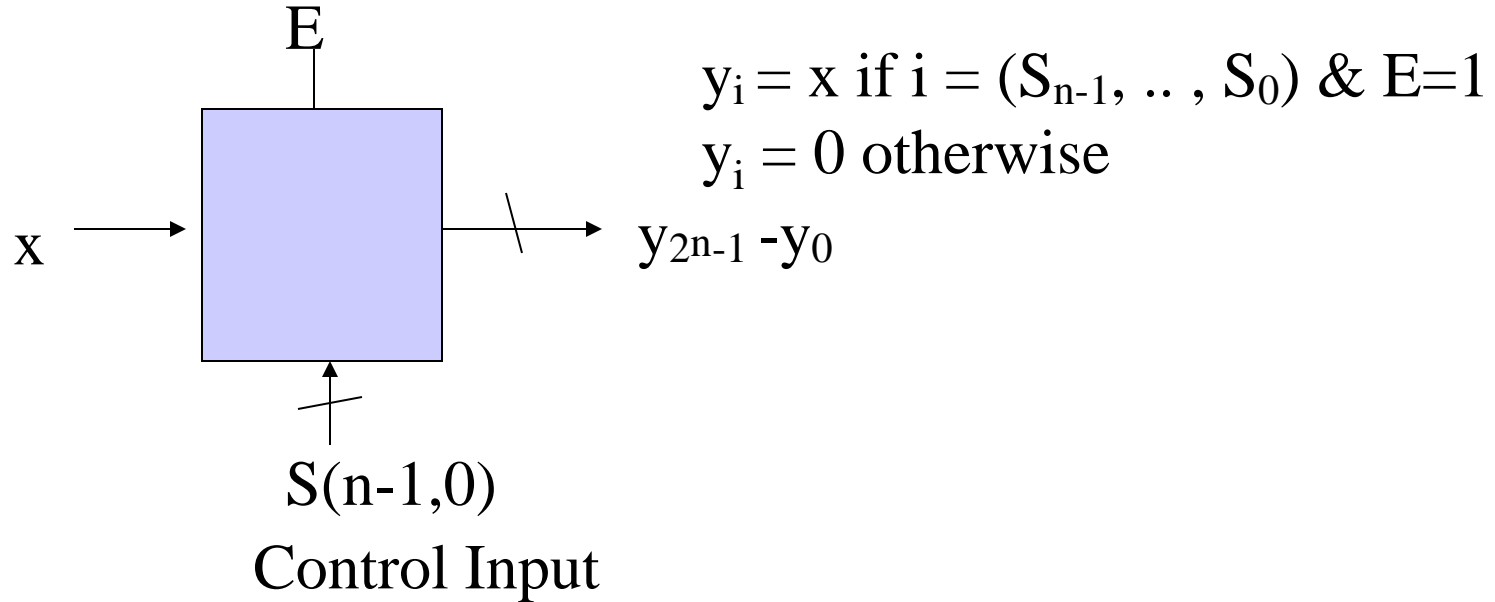 E
yᵢ = x if i = (Sₙ₋₁, .. , S₀) & E=1
yᵢ = 0 otherwise
x
y₂ₙ₋₁ -y₀
S(n-1,0)
Control Input